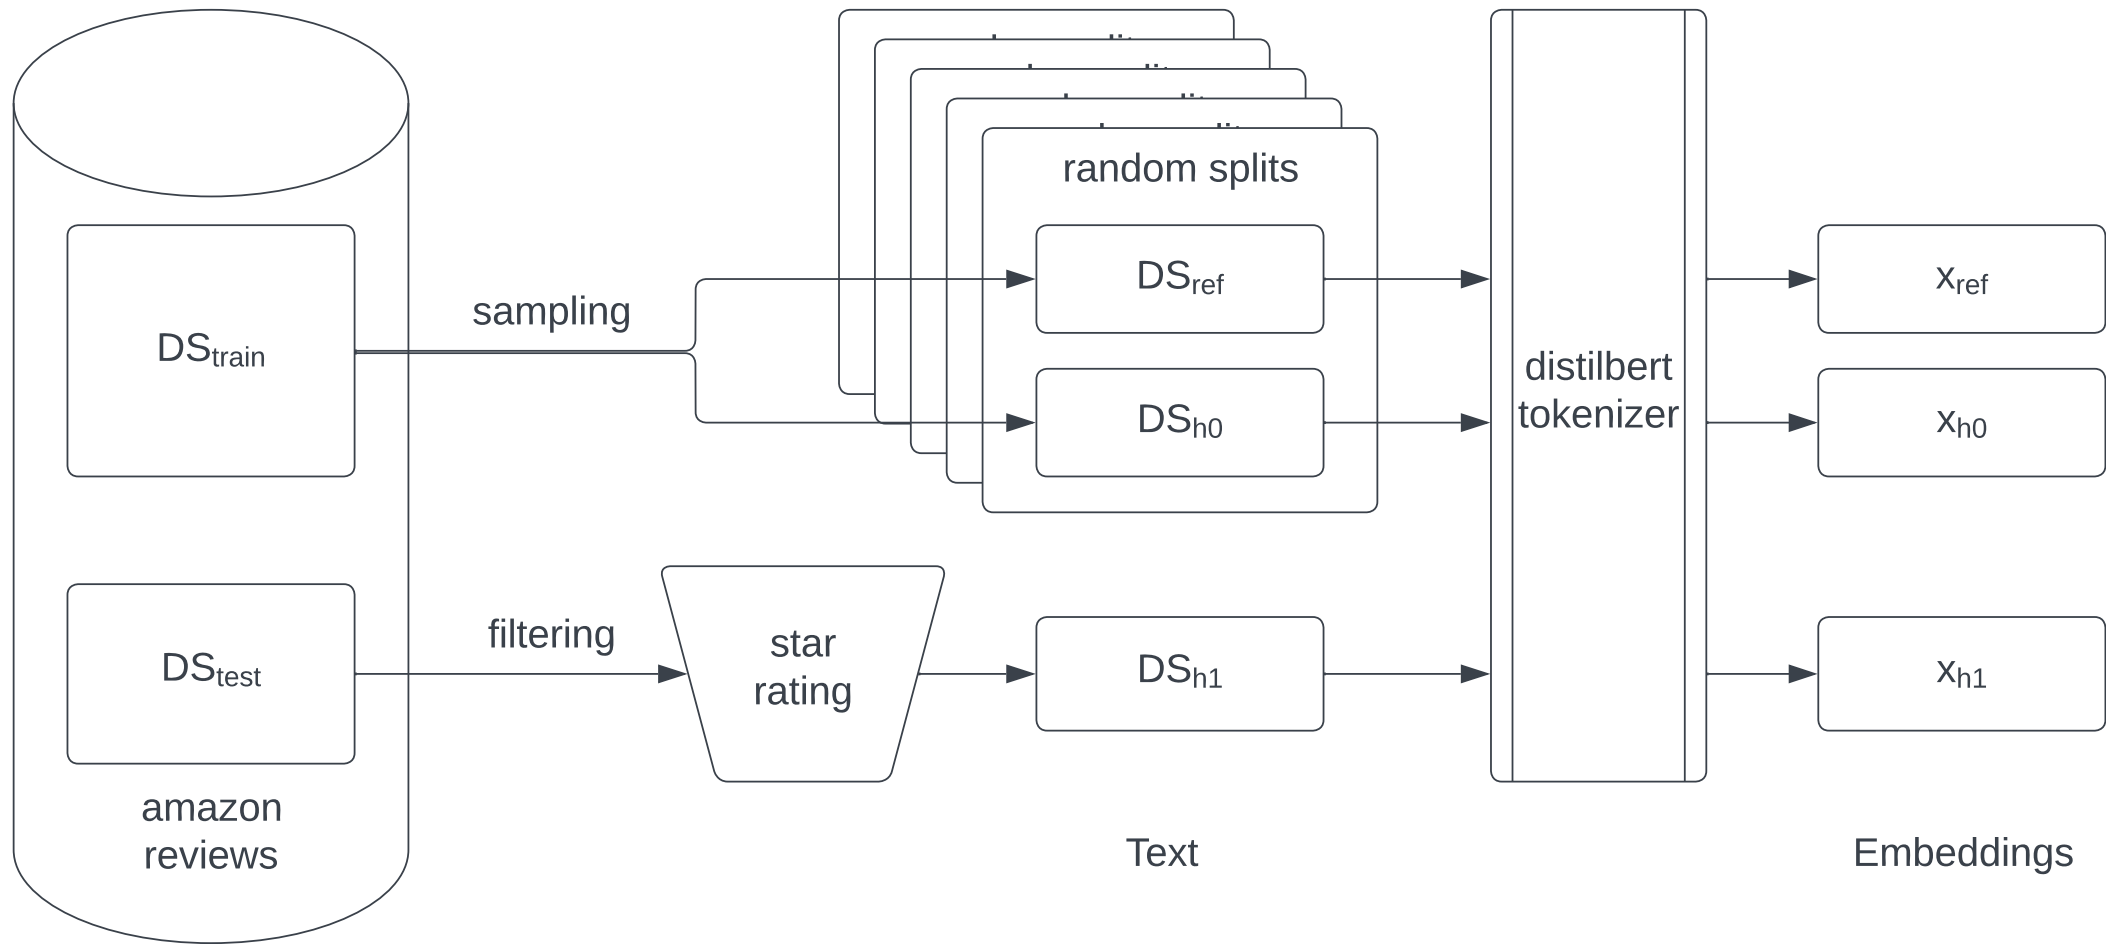 random splits
DSref
xref
sampling
DStrain
distilbert
tokenizer
DSh0
xh0
filtering
star
rating
DStest
DSh1
xh1
amazon
reviews
Text
Embeddings